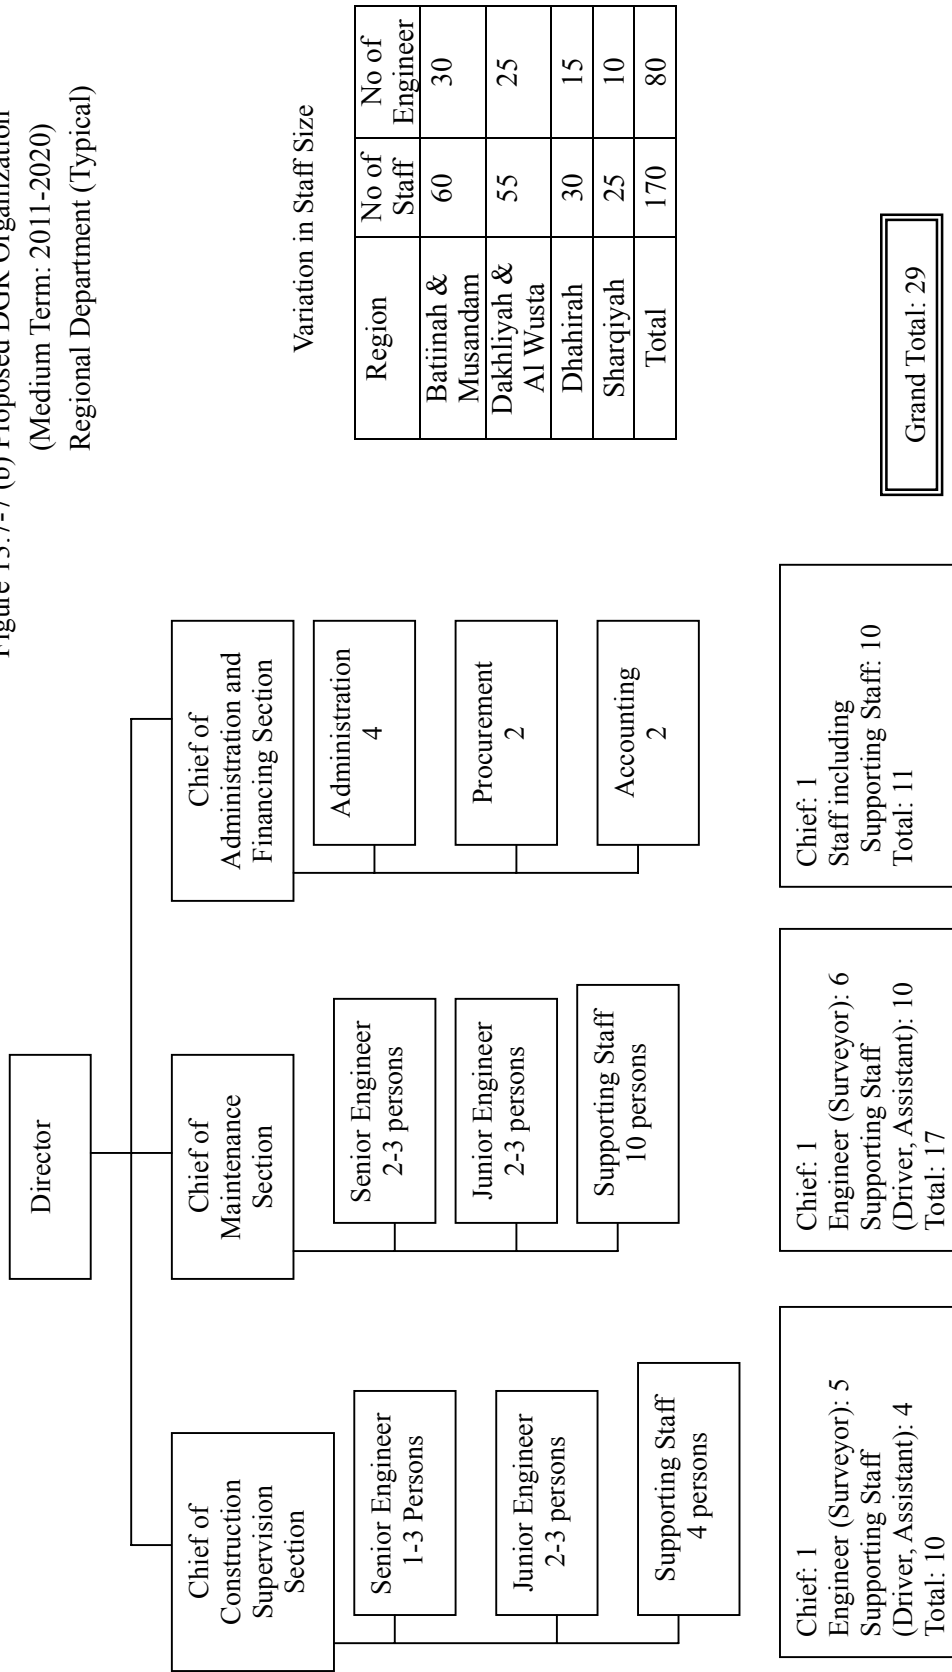 Figure 13.7-7 (b) Proposed DGR Organization
(Medium Term: 2011-2020)
Regional Department (Typical)
Director
Chief of
Construction
Supervision
Section
Senior Engineer
1-3 Persons
Junior Engineer
2-3 persons
Supporting Staff
4 persons
Chief of
Maintenance
Section
Senior Engineer
2-3 persons
Junior Engineer
2-3 persons
Supporting Staff
10 persons
Chief of
Administration and
Financing Section
Administration
4
Procurement
2
Accounting
2
Variation in Staff Size
Region No of Staff No of Engineer
Batiinah & Musandam 60 30
Dakhliyah & Al Wusta 55 25
Dhahirah 30 15
Sharqiyah 25 10
Total 170 80
Chief: 1
Engineer (Surveyor): 5
Supporting Staff
(Driver, Assistant): 4
Total: 10
Chief: 1
Engineer (Surveyor): 6
Supporting Staff
(Driver, Assistant): 10
Total: 17
Chief: 1
Staff including
Supporting Staff: 10
Total: 11
Grand Total: 29